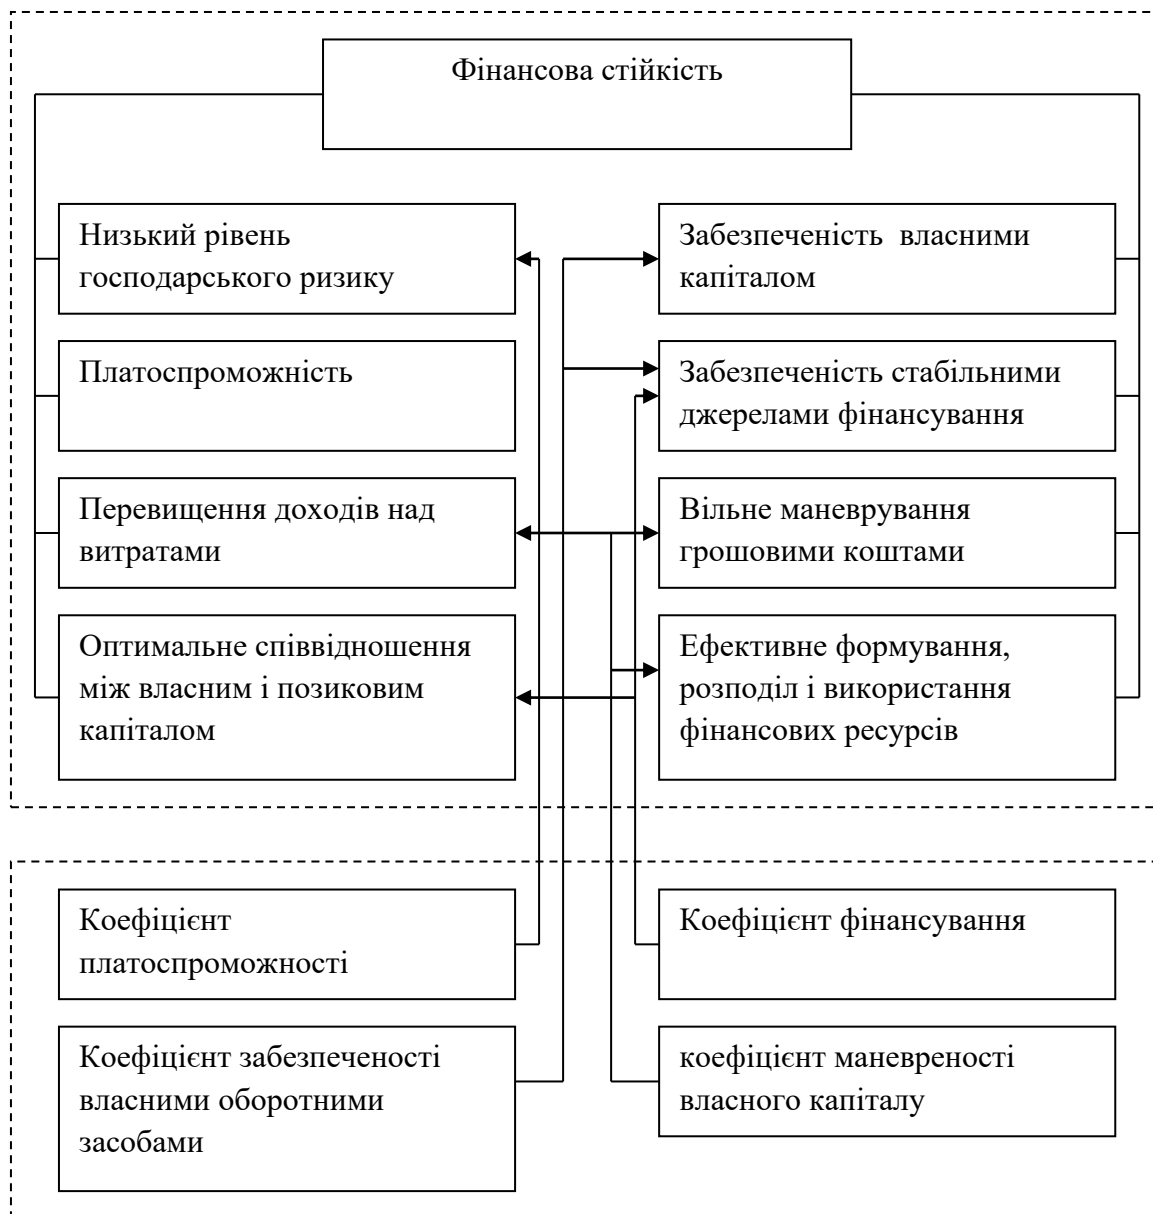 Фінансова стійкість
Низький рівень
господарського ризику
Забезпеченість власними
капіталом
Платоспроможність
Забезпеченість стабільними
джерелами фінансування
Перевищення доходів над
витратами
Вільне маневрування
грошовими коштами
Оптимальне співвідношення
між власним і позиковим
капіталом
Ефективне формування,
розподіл і використання
фінансових ресурсів
Коефіцієнт
платоспроможності
Коефіцієнт фінансування
Коефіцієнт забезпеченості
власними оборотними
засобами
коефіцієнт маневреності
власного капіталу